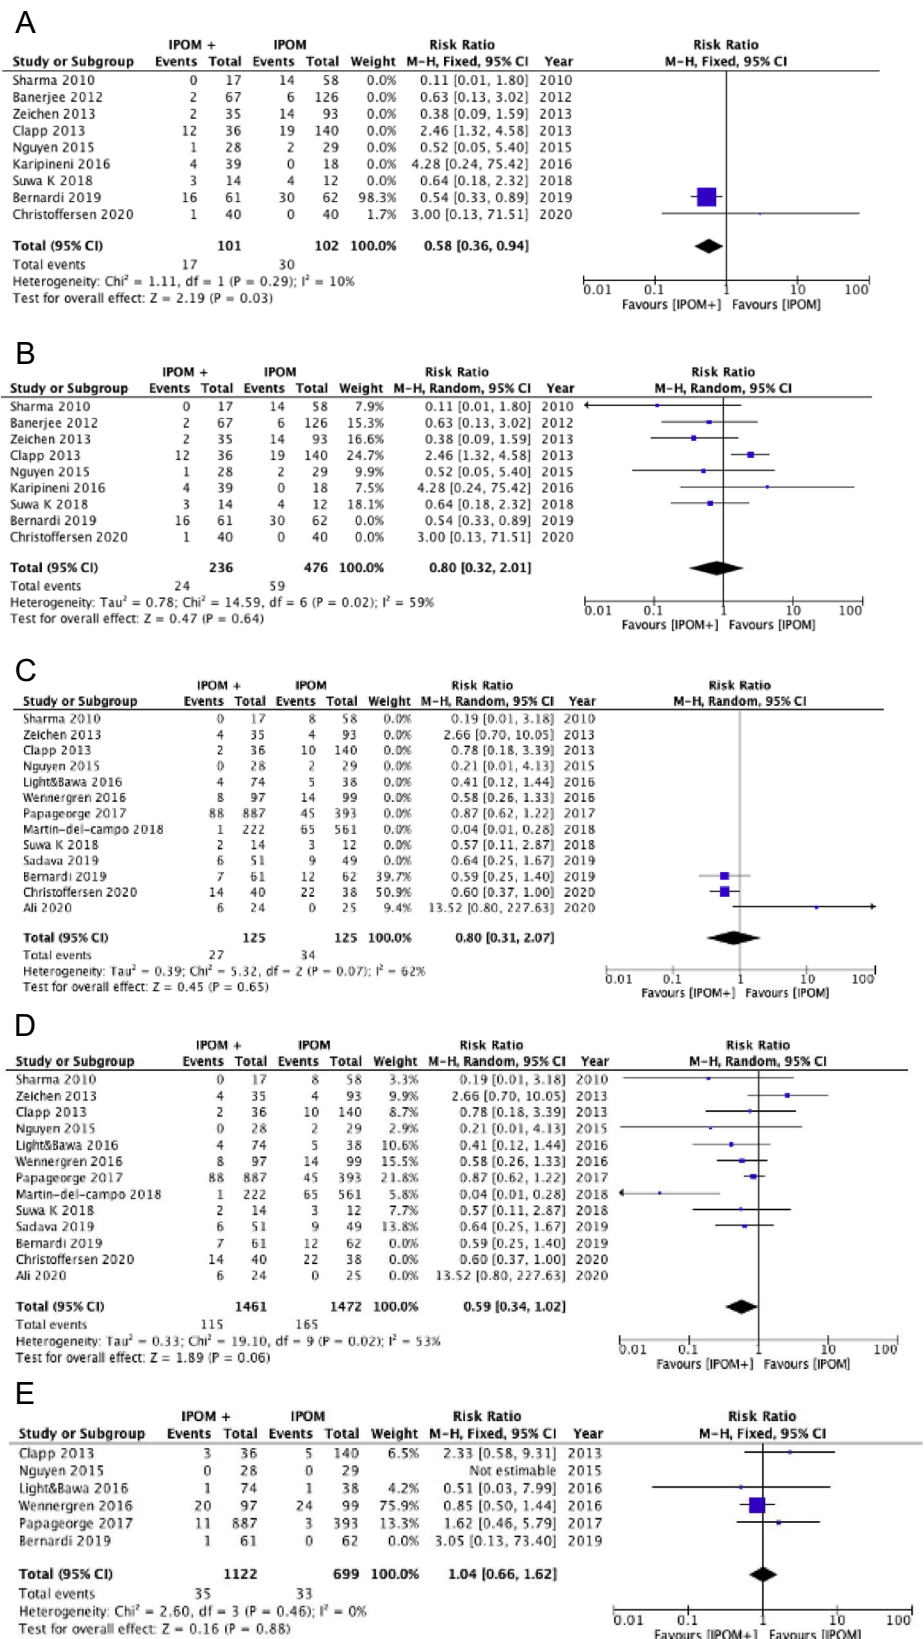 A
IPOM + IPOM Risk Ratio Risk Ratio
Study or Subgroup Events Total Events Total Weight M-H, Fixed, 95% CI Year M-H, Fixed, 95% CI
Sharma 2010 0 17 14 58 0.0% 0.11 [0.01, 1.80] 2010
Banerjee 2012 2 67 6 126 0.0% 0.63 [0.13, 3.02] 2012
Zeichen 2013 2 35 14 93 0.0% 0.38 [0.09, 1.59] 2013
Clapp 2013 12 36 19 140 0.0% 2.46 [1.32, 4.58] 2013
Nguyen 2015 1 28 2 29 0.0% 0.52 [0.05, 5.40] 2015
Karipineni 2016 4 39 0 18 0.0% 4.28 [0.24, 75.42] 2016
Suwa K 2018 3 14 4 12 0.0% 0.64 [0.18, 2.32] 2018
Bernardi 2019 16 61 30 62 98.3% 0.54 [0.33, 0.89] 2019
Christoffersen 2020 1 40 0 40 1.7% 3.00 [0.13, 71.51] 2020
Total (95% CI) 101 102 100.0% 0.58 [0.36, 0.94]
Total events 17 30
Heterogeneity: Chi² = 1.11, df = 1 (P = 0.29); I² = 10%
Test for overall effect: Z = 2.19 (P = 0.03)
0.01 0.1 1 10 100
Favours [IPOM+] Favours [IPOM]
B
IPOM + IPOM Risk Ratio Risk Ratio
Study or Subgroup Events Total Events Total Weight M-H, Random, 95% CI Year M-H, Random, 95% CI
Sharma 2010 0 17 14 58 7.9% 0.11 [0.01, 1.80] 2010
Banerjee 2012 2 67 6 126 15.3% 0.63 [0.13, 3.02] 2012
Zeichen 2013 2 35 14 93 16.6% 0.38 [0.09, 1.59] 2013
Clapp 2013 12 36 19 140 24.7% 2.46 [1.32, 4.58] 2013
Nguyen 2015 1 28 2 29 9.9% 0.52 [0.05, 5.40] 2015
Karipineni 2016 4 39 0 18 7.5% 4.28 [0.24, 75.42] 2016
Suwa K 2018 3 14 4 12 18.1% 0.64 [0.18, 2.32] 2018
Bernardi 2019 16 61 30 62 0.0% 0.54 [0.33, 0.89] 2019
Christoffersen 2020 1 40 0 40 0.0% 3.00 [0.13, 71.51] 2020
Total (95% CI) 236 476 100.0% 0.80 [0.32, 2.01]
Total events 24 59
Heterogeneity: Tau² = 0.78; Chi² = 14.59, df = 6 (P = 0.02); I² = 59%
Test for overall effect: Z = 0.47 (P = 0.64)
0.01 0.1 1 10 100
Favours [IPOM+] Favours [IPOM]
C
IPOM + IPOM Risk Ratio Risk Ratio
Study or Subgroup Events Total Events Total Weight M-H, Random, 95% CI Year M-H, Random, 95% CI
Sharma 2010 0 17 8 58 0.0% 0.19 [0.01, 3.18] 2010
Zeichen 2013 4 35 4 93 0.0% 2.66 [0.70, 10.05] 2013
Clapp 2013 2 36 10 140 0.0% 0.78 [0.18, 3.39] 2013
Nguyen 2015 0 28 2 29 0.0% 0.21 [0.01, 4.13] 2015
Light&Bawa 2016 4 74 5 38 0.0% 0.41 [0.12, 1.44] 2016
Wennergren 2016 8 97 14 99 0.0% 0.58 [0.26, 1.33] 2016
Papageorge 2017 88 887 45 393 0.0% 0.87 [0.62, 1.22] 2017
Martin-del-campo 2018 1 222 65 561 0.0% 0.04 [0.01, 0.28] 2018
Suwa K 2018 2 14 3 12 0.0% 0.57 [0.11, 2.87] 2018
Sadava 2019 6 51 9 49 0.0% 0.64 [0.25, 1.67] 2019
Bernardi 2019 7 61 12 62 39.7% 0.59 [0.25, 1.40] 2019
Christoffersen 2020 14 40 22 38 50.9% 0.60 [0.37, 1.00] 2020
Ali 2020 6 24 0 25 9.4% 13.52 [0.80, 227.63] 2020
Total (95% CI) 125 125 100.0% 0.80 [0.31, 2.07]
Total events 27 34
Heterogeneity: Tau² = 0.39; Chi² = 5.32, df = 2 (P = 0.07); I² = 62%
Test for overall effect: Z = 0.45 (P = 0.65)
0.01 0.1 1 10 100
Favours [IPOM+] Favours [IPOM]
D
IPOM + IPOM Risk Ratio Risk Ratio
Study or Subgroup Events Total Events Total Weight M-H, Random, 95% CI Year M-H, Random, 95% CI
Sharma 2010 0 17 8 58 3.3% 0.19 [0.01, 3.18] 2010
Zeichen 2013 4 35 4 93 9.9% 2.66 [0.70, 10.05] 2013
Clapp 2013 2 36 10 140 8.7% 0.78 [0.18, 3.39] 2013
Nguyen 2015 0 28 2 29 2.9% 0.21 [0.01, 4.13] 2015
Light&Bawa 2016 4 74 5 38 10.6% 0.41 [0.12, 1.44] 2016
Wennergren 2016 8 97 14 99 15.5% 0.58 [0.26, 1.33] 2016
Papageorge 2017 88 887 45 393 21.8% 0.87 [0.62, 1.22] 2017
Martin-del-campo 2018 1 222 65 561 5.8% 0.04 [0.01, 0.28] 2018
Suwa K 2018 2 14 3 12 7.7% 0.57 [0.11, 2.87] 2018
Sadava 2019 6 51 9 49 13.8% 0.64 [0.25, 1.67] 2019
Bernardi 2019 7 61 12 62 0.0% 0.59 [0.25, 1.40] 2019
Christoffersen 2020 14 40 22 38 0.0% 0.60 [0.37, 1.00] 2020
Ali 2020 6 24 0 25 0.0% 13.52 [0.80, 227.63] 2020
Total (95% CI) 1461 1472 100.0% 0.59 [0.34, 1.02]
Total events 115 165
Heterogeneity: Tau² = 0.33; Chi² = 19.10, df = 9 (P = 0.02); I² = 53%
Test for overall effect: Z = 1.89 (P = 0.06)
0.01 0.1 1 10 100
Favours [IPOM+] Favours [IPOM]
E
IPOM + IPOM Risk Ratio Risk Ratio
Study or Subgroup Events Total Events Total Weight M-H, Fixed, 95% CI Year M-H, Fixed, 95% CI
Clapp 2013 3 36 5 140 6.5% 2.33 [0.58, 9.31] 2013
Nguyen 2015 0 28 0 29 Not estimable 2015
Light&Bawa 2016 1 74 1 38 4.2% 0.51 [0.03, 7.99] 2016
Wennergren 2016 20 97 24 99 75.9% 0.85 [0.50, 1.44] 2016
Papageorge 2017 11 887 3 393 13.3% 1.62 [0.46, 5.79] 2017
Bernardi 2019 1 61 0 62 0.0% 3.05 [0.13, 73.40] 2019
Total (95% CI) 1122 699 100.0% 1.04 [0.66, 1.62]
Total events 35 33
Heterogeneity: Chi² = 2.60, df = 3 (P = 0.46); I² = 0%
Test for overall effect: Z = 0.16 (P = 0.88)
0.01 0.1 1 10 100
Favours [IPOM+] Favours [IPOM]